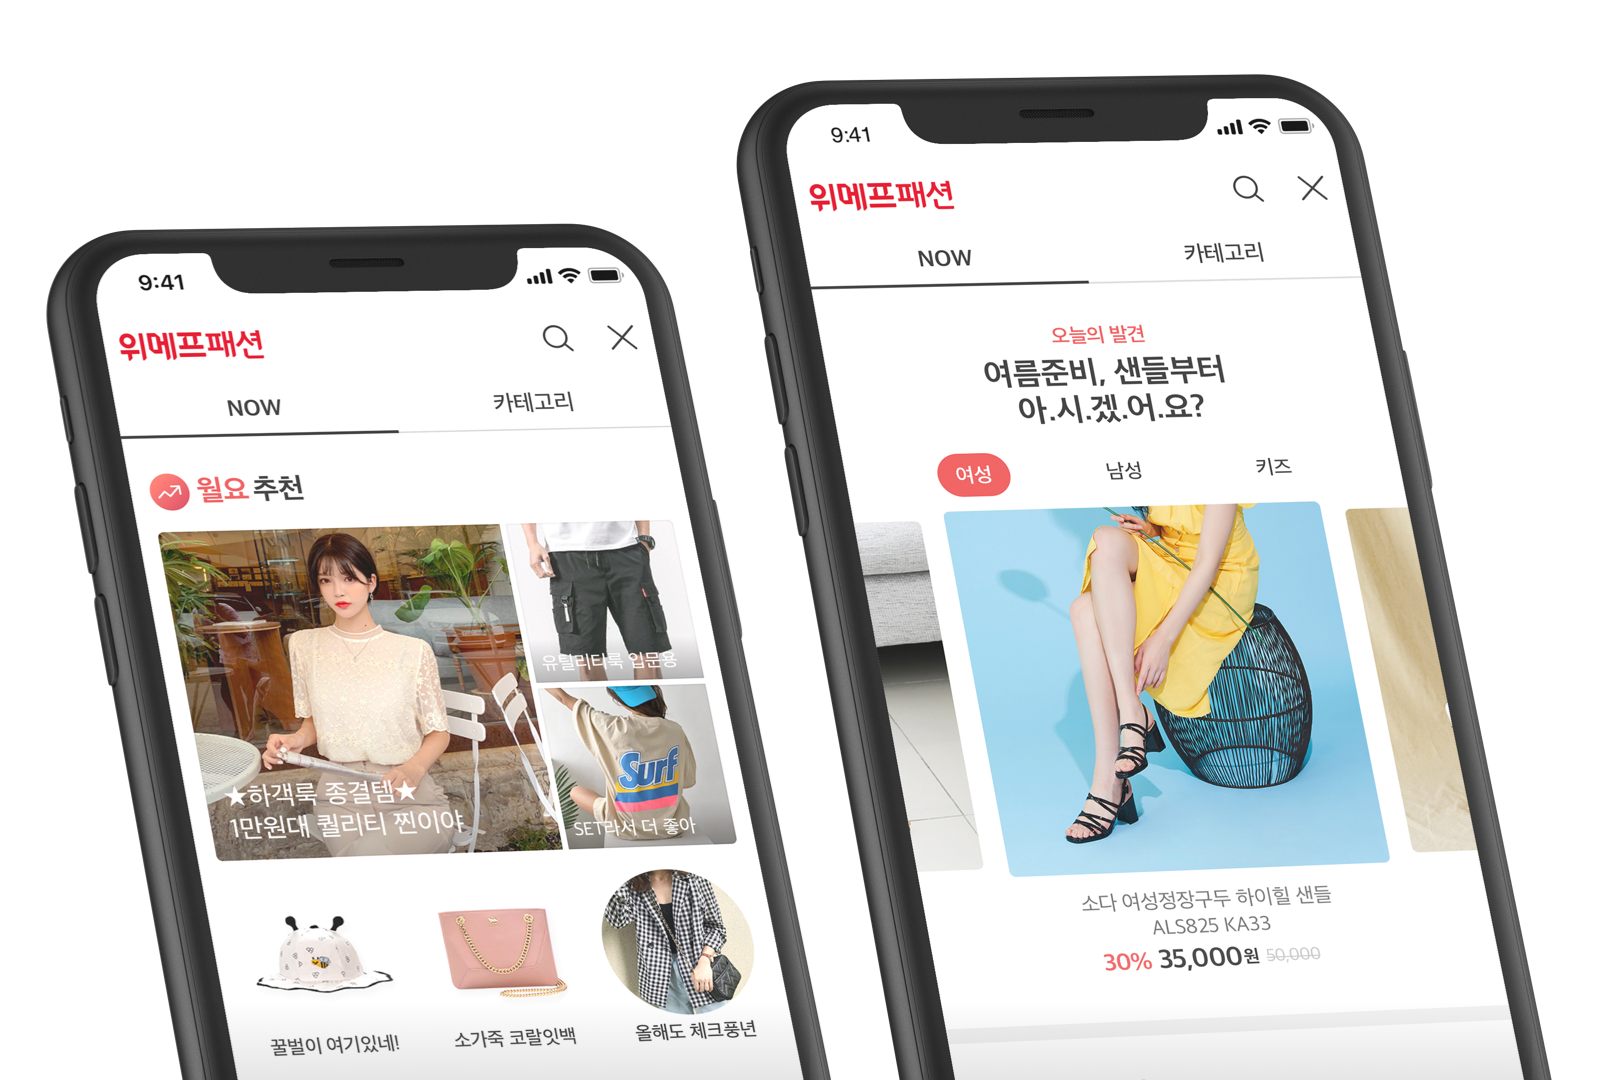 9:41
위메프패션
NOW
카테고리
월요 추천
★하객룩 종결템★
1만원대 퀄리티 찐이야
유틸리티룩 입문용
Surf
SET라서 더 좋아
꿀벌이 여기있네!
소가죽 코랄잇백
올해도 체크풍년
9:41
위메프패션
NOW
카테고리
오늘의 발견
여름준비, 샌들부터
아.시.겠.어.요?
여성
남성
키즈
소다 여성정장구두 하이힐 샌들
ALS825 KA33
30% 35,000원 50,000